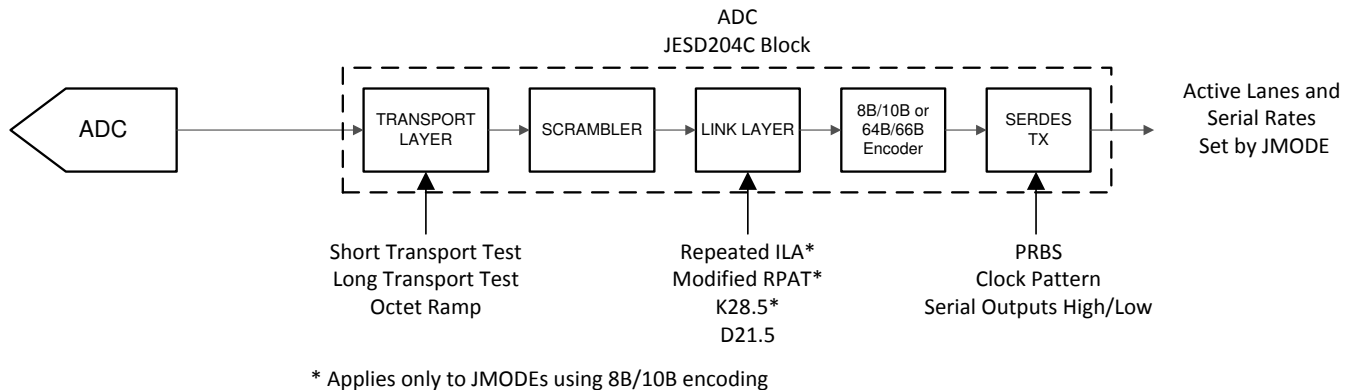 ADC
JESD204C Block
ADC
TRANSPORT
LAYER
SCRAMBLER
LINK LAYER
8B/10B or
64B/66B
Encoder
SERDES
TX
Active Lanes and
Serial Rates
Set by JMODE
Short Transport Test
Long Transport Test
Octet Ramp
Repeated ILA*
Modified RPAT*
K28.5*
D21.5
PRBS
Clock Pattern
Serial Outputs High/Low
* Applies only to JMODEs using 8B/10B encoding